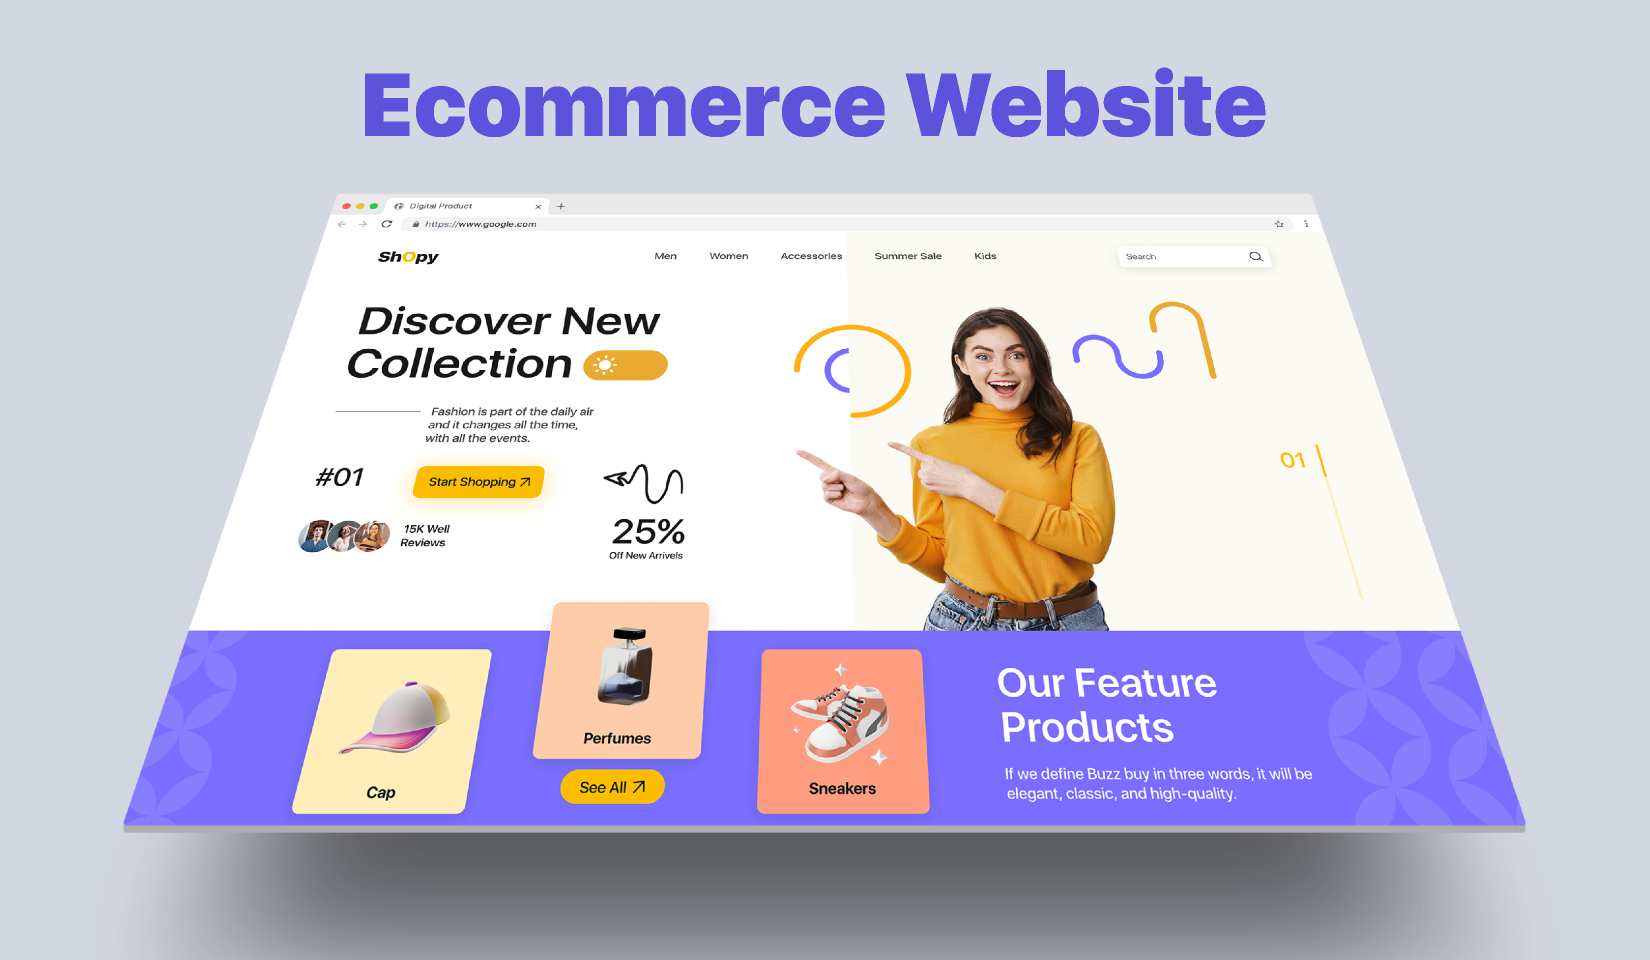 Ecommerce Website
Digital Product
https://www.google.com
ShOpy
Men
Women
Accessories
Summer Sale
Kids
Search
Discover New
Collection
Fashion is part of the daily air
and it changes all the time,
with all the events.
#01
Start Shopping
15K Well
Reviews
25%
Off New Arrivels
01
Cap
Perfumes
See All
Sneakers
Our Feature
Products
If we define Buzz buy in three words, it will be
elegant, classic, and high-quality.